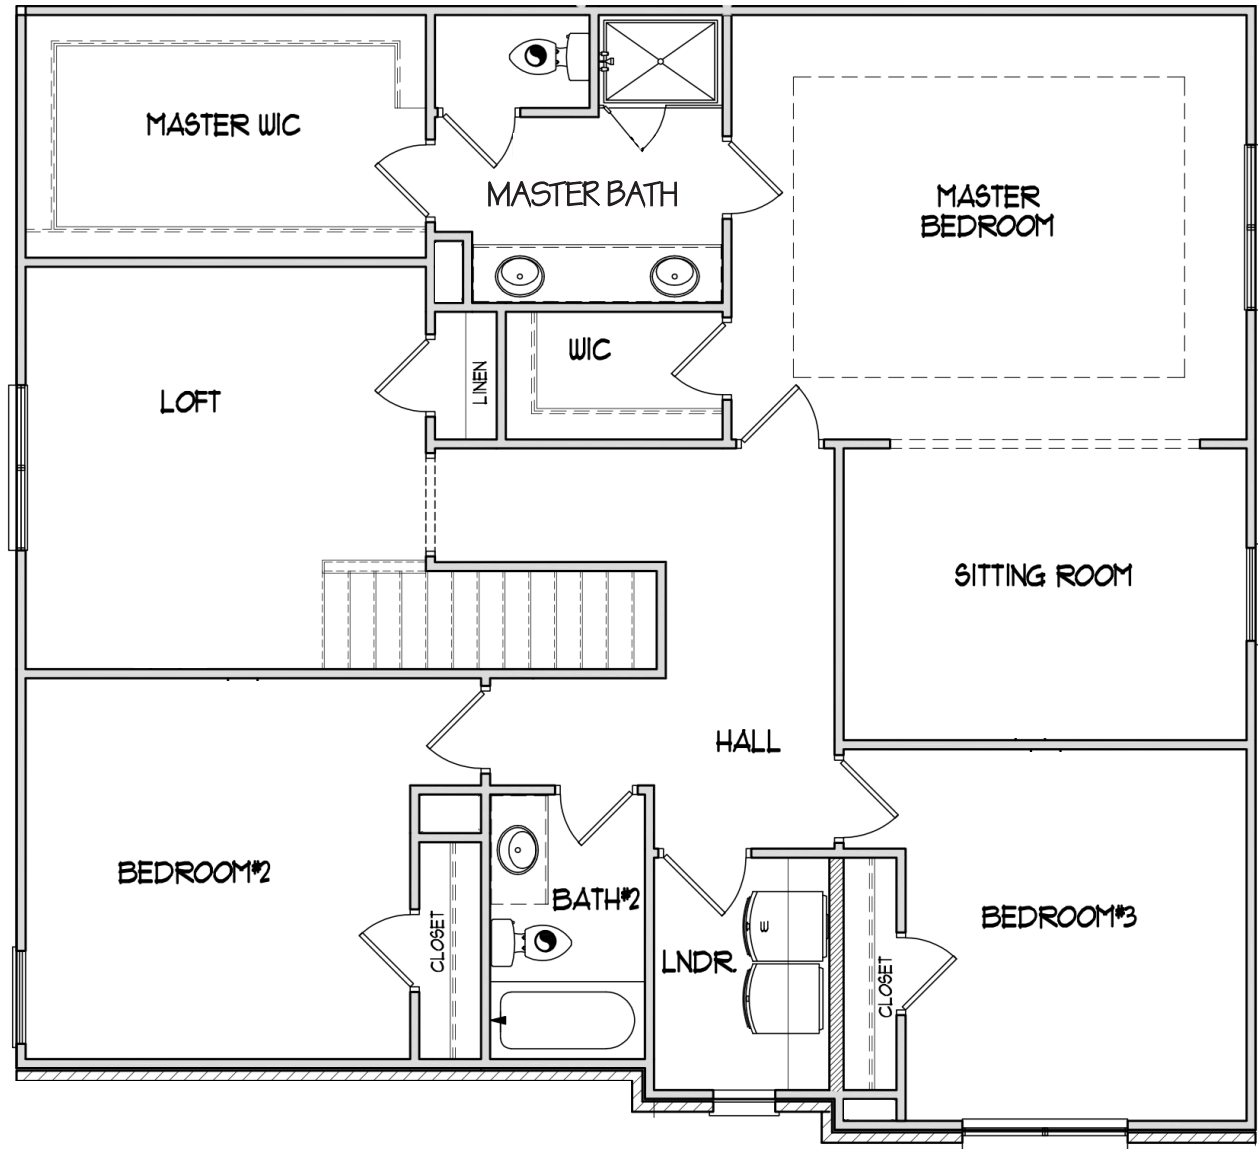 MASTER WIC
MASTER BATH
MASTER
BEDROOM
WIC
LINEN
LOFT
SITTING ROOM
HALL
BEDROOM#2
CLOSET
BATH#2
LNDR.
E
CLOSET
BEDROOM#3